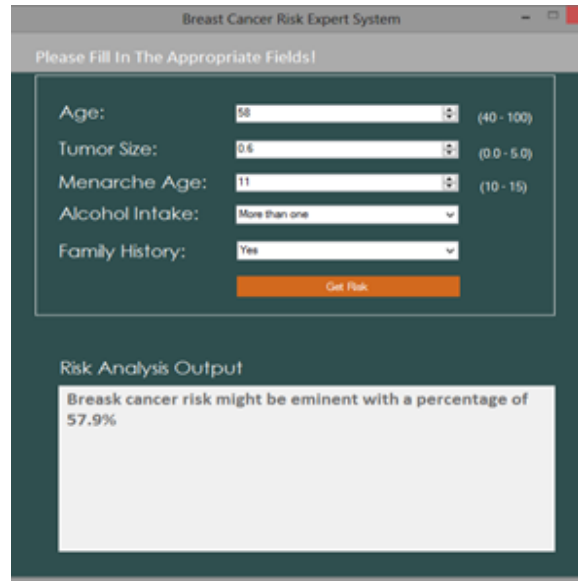 Breast Cancer Risk Expert System
Please Fill In The Appropriate Fields!
Age: 58 (40 - 100)
Tumor Size: 0.6 (0.0 - 5.0)
Menarche Age: 11 (10 - 15)
Alcohol Intake: More than one
Family History: Yes
Get Risk
Risk Analysis Output
Breask cancer risk might be eminent with a percentage of
57.9%